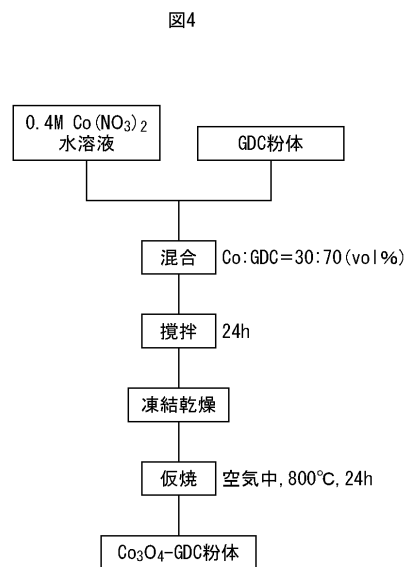 図4
0.4M Co(NO₃)₂
水溶液
GDC粉体
混合
Co:GDC=30:70(vol%)
撹拌
24h
凍結乾燥
仮焼
空気中,800℃,24h
Co₃O₄-GDC粉体